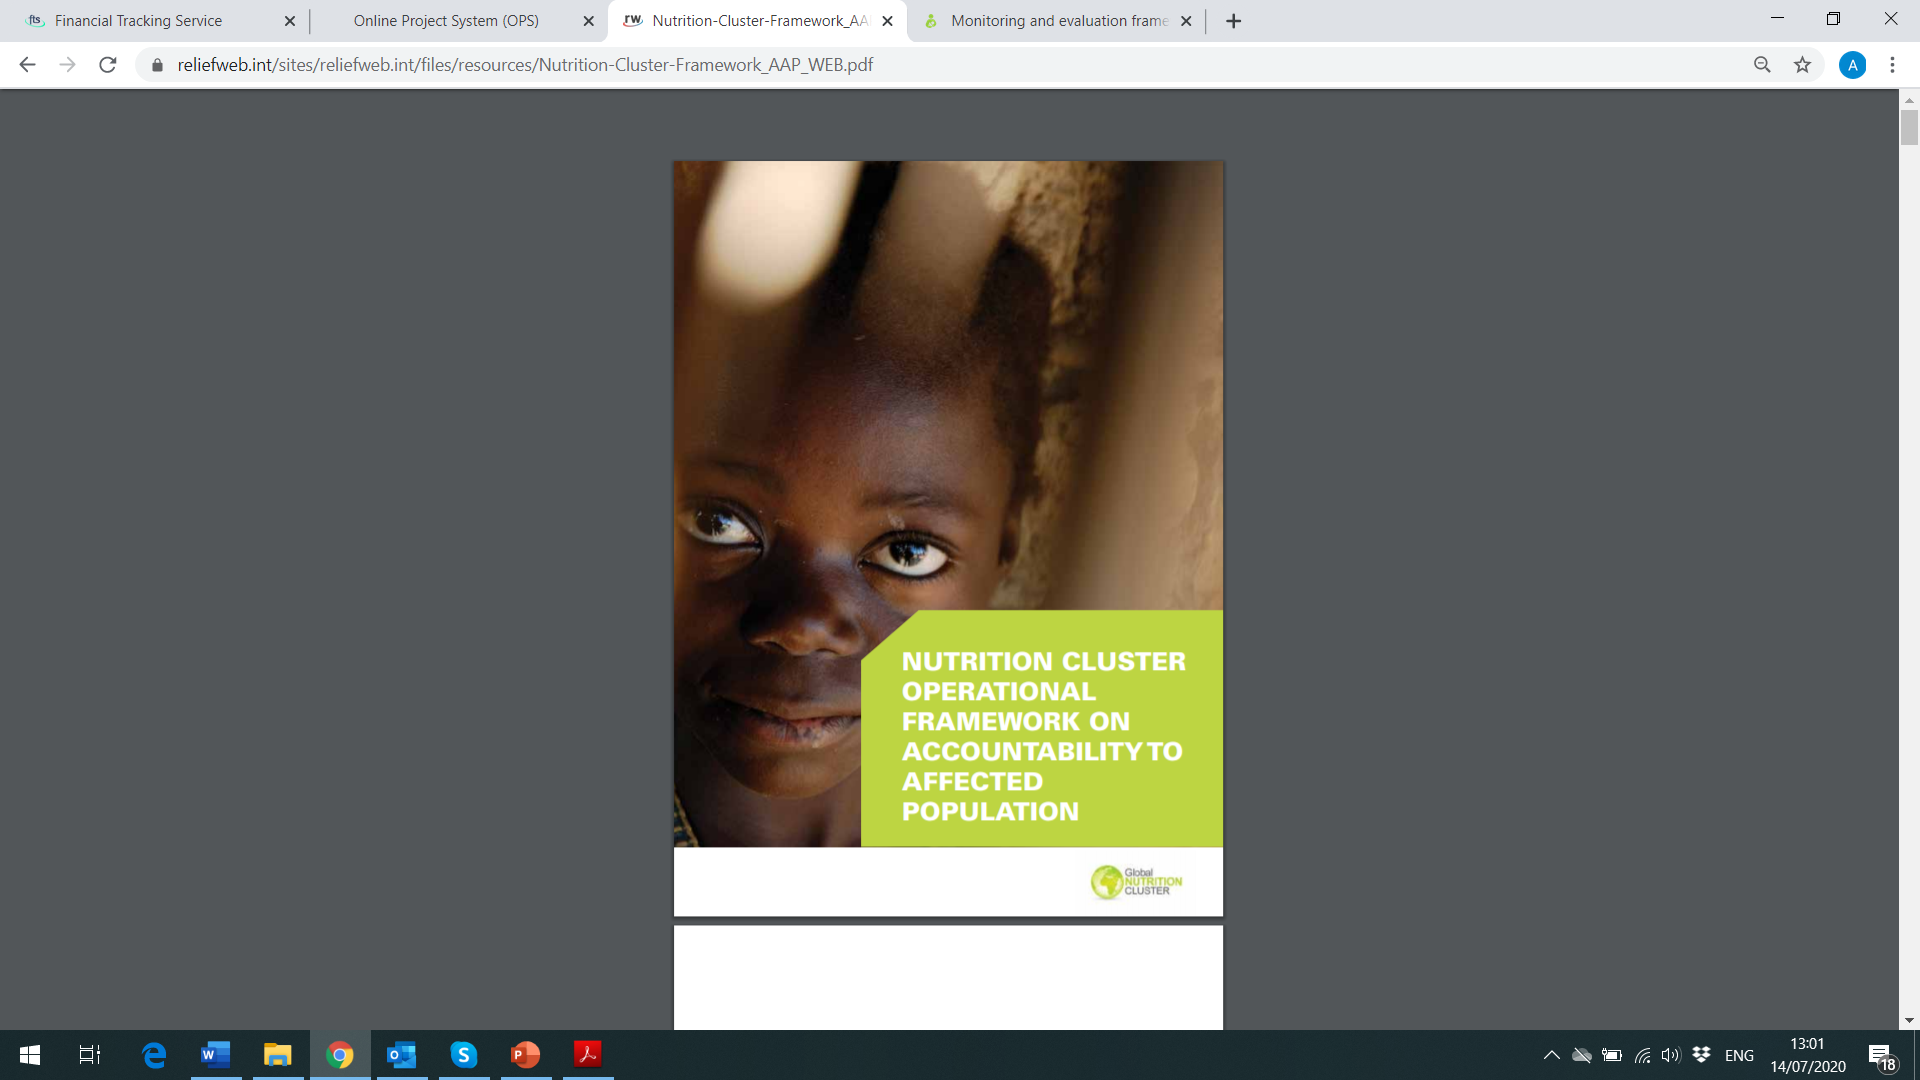 fts Financial Tracking Service
Online Project System (OPS)
rw Nutrition-Cluster-Framework_AA
Monitoring and evaluation frame
reliefweb.int/sites/reliefweb.int/files/resources/Nutrition-Cluster-Framework_AAP_WEB.pdf
A
NUTRITION CLUSTER
OPERATIONAL
FRAMEWORK ON
ACCOUNTABILITY TO
AFFECTED
POPULATION
Global
NUTRITION
CLUSTER
ENG
13:01
14/07/2020
18